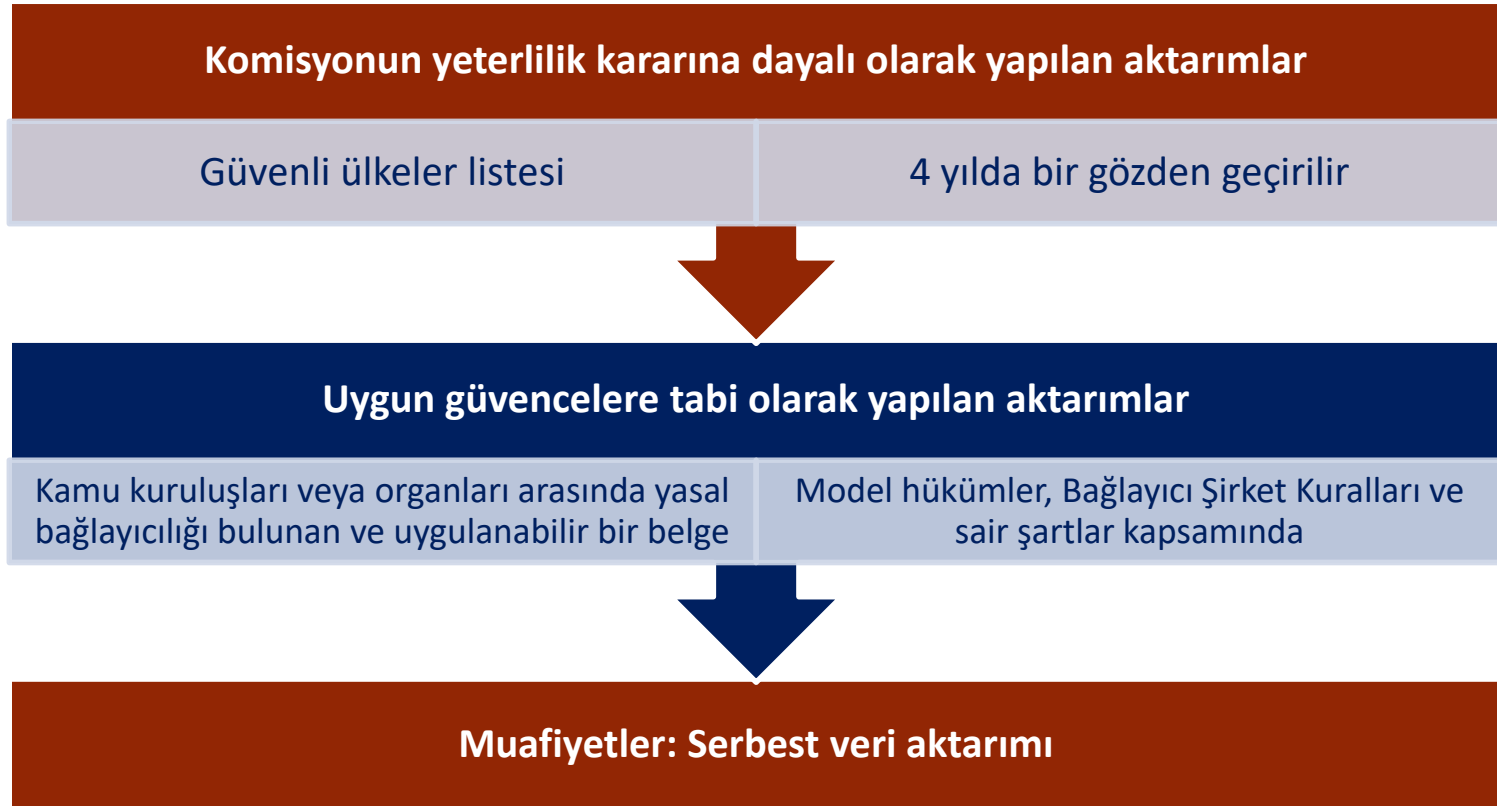 Komisyonun yeterlilik kararına dayalı olarak yapılan aktarımlar
Güvenli ülkeler listesi
4 yılda bir gözden geçirilir
Uygun güvencelere tabi olarak yapılan aktarımlar
Kamu kuruluşları veya organları arasında yasal
bağlayıcılığı bulunan ve uygulanabilir bir belge
Model hükümler, Bağlayıcı Şirket Kuralları ve
sair şartlar kapsamında
Muafiyetler: Serbest veri aktarımı